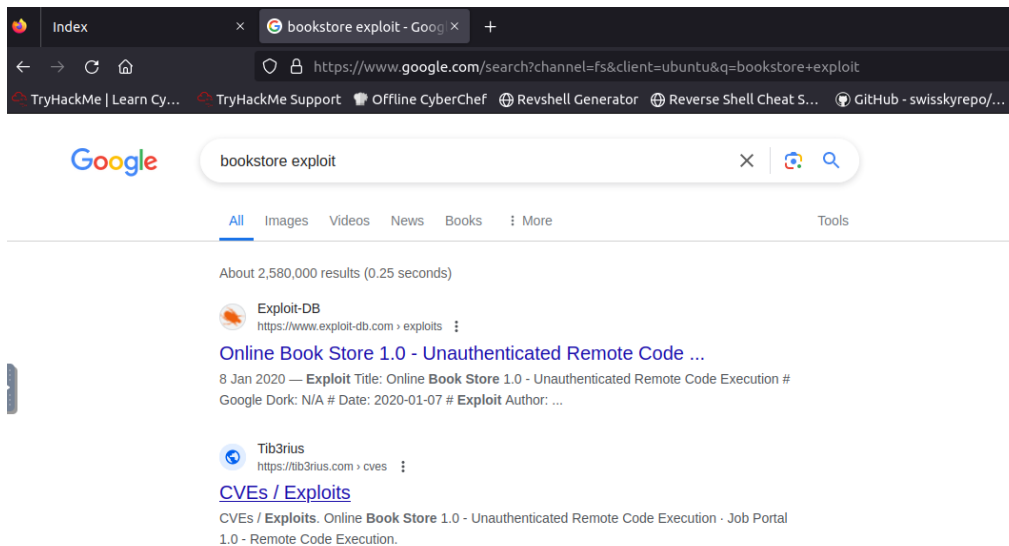 Index
bookstore exploit - Goog
https://www.google.com/search?channel=fs&client=ubuntu&q=bookstore+exploit
TryHackMe | Learn Cy... TryHackMe Support Offline CyberChef Revshell Generator Reverse Shell Cheat S... GitHub - swisskyrepo/...
Google
bookstore exploit
All Images Videos News Books More Tools
About 2,580,000 results (0.25 seconds)
Exploit-DB
https://www.exploit-db.com › exploits
Online Book Store 1.0 - Unauthenticated Remote Code ...
8 Jan 2020 — Exploit Title: Online Book Store 1.0 - Unauthenticated Remote Code Execution #
Google Dork: N/A # Date: 2020-01-07 # Exploit Author: ...
Tib3rius
https://tib3rius.com › cves
CVEs / Exploits
CVEs / Exploits. Online Book Store 1.0 - Unauthenticated Remote Code Execution · Job Portal
1.0 - Remote Code Execution.